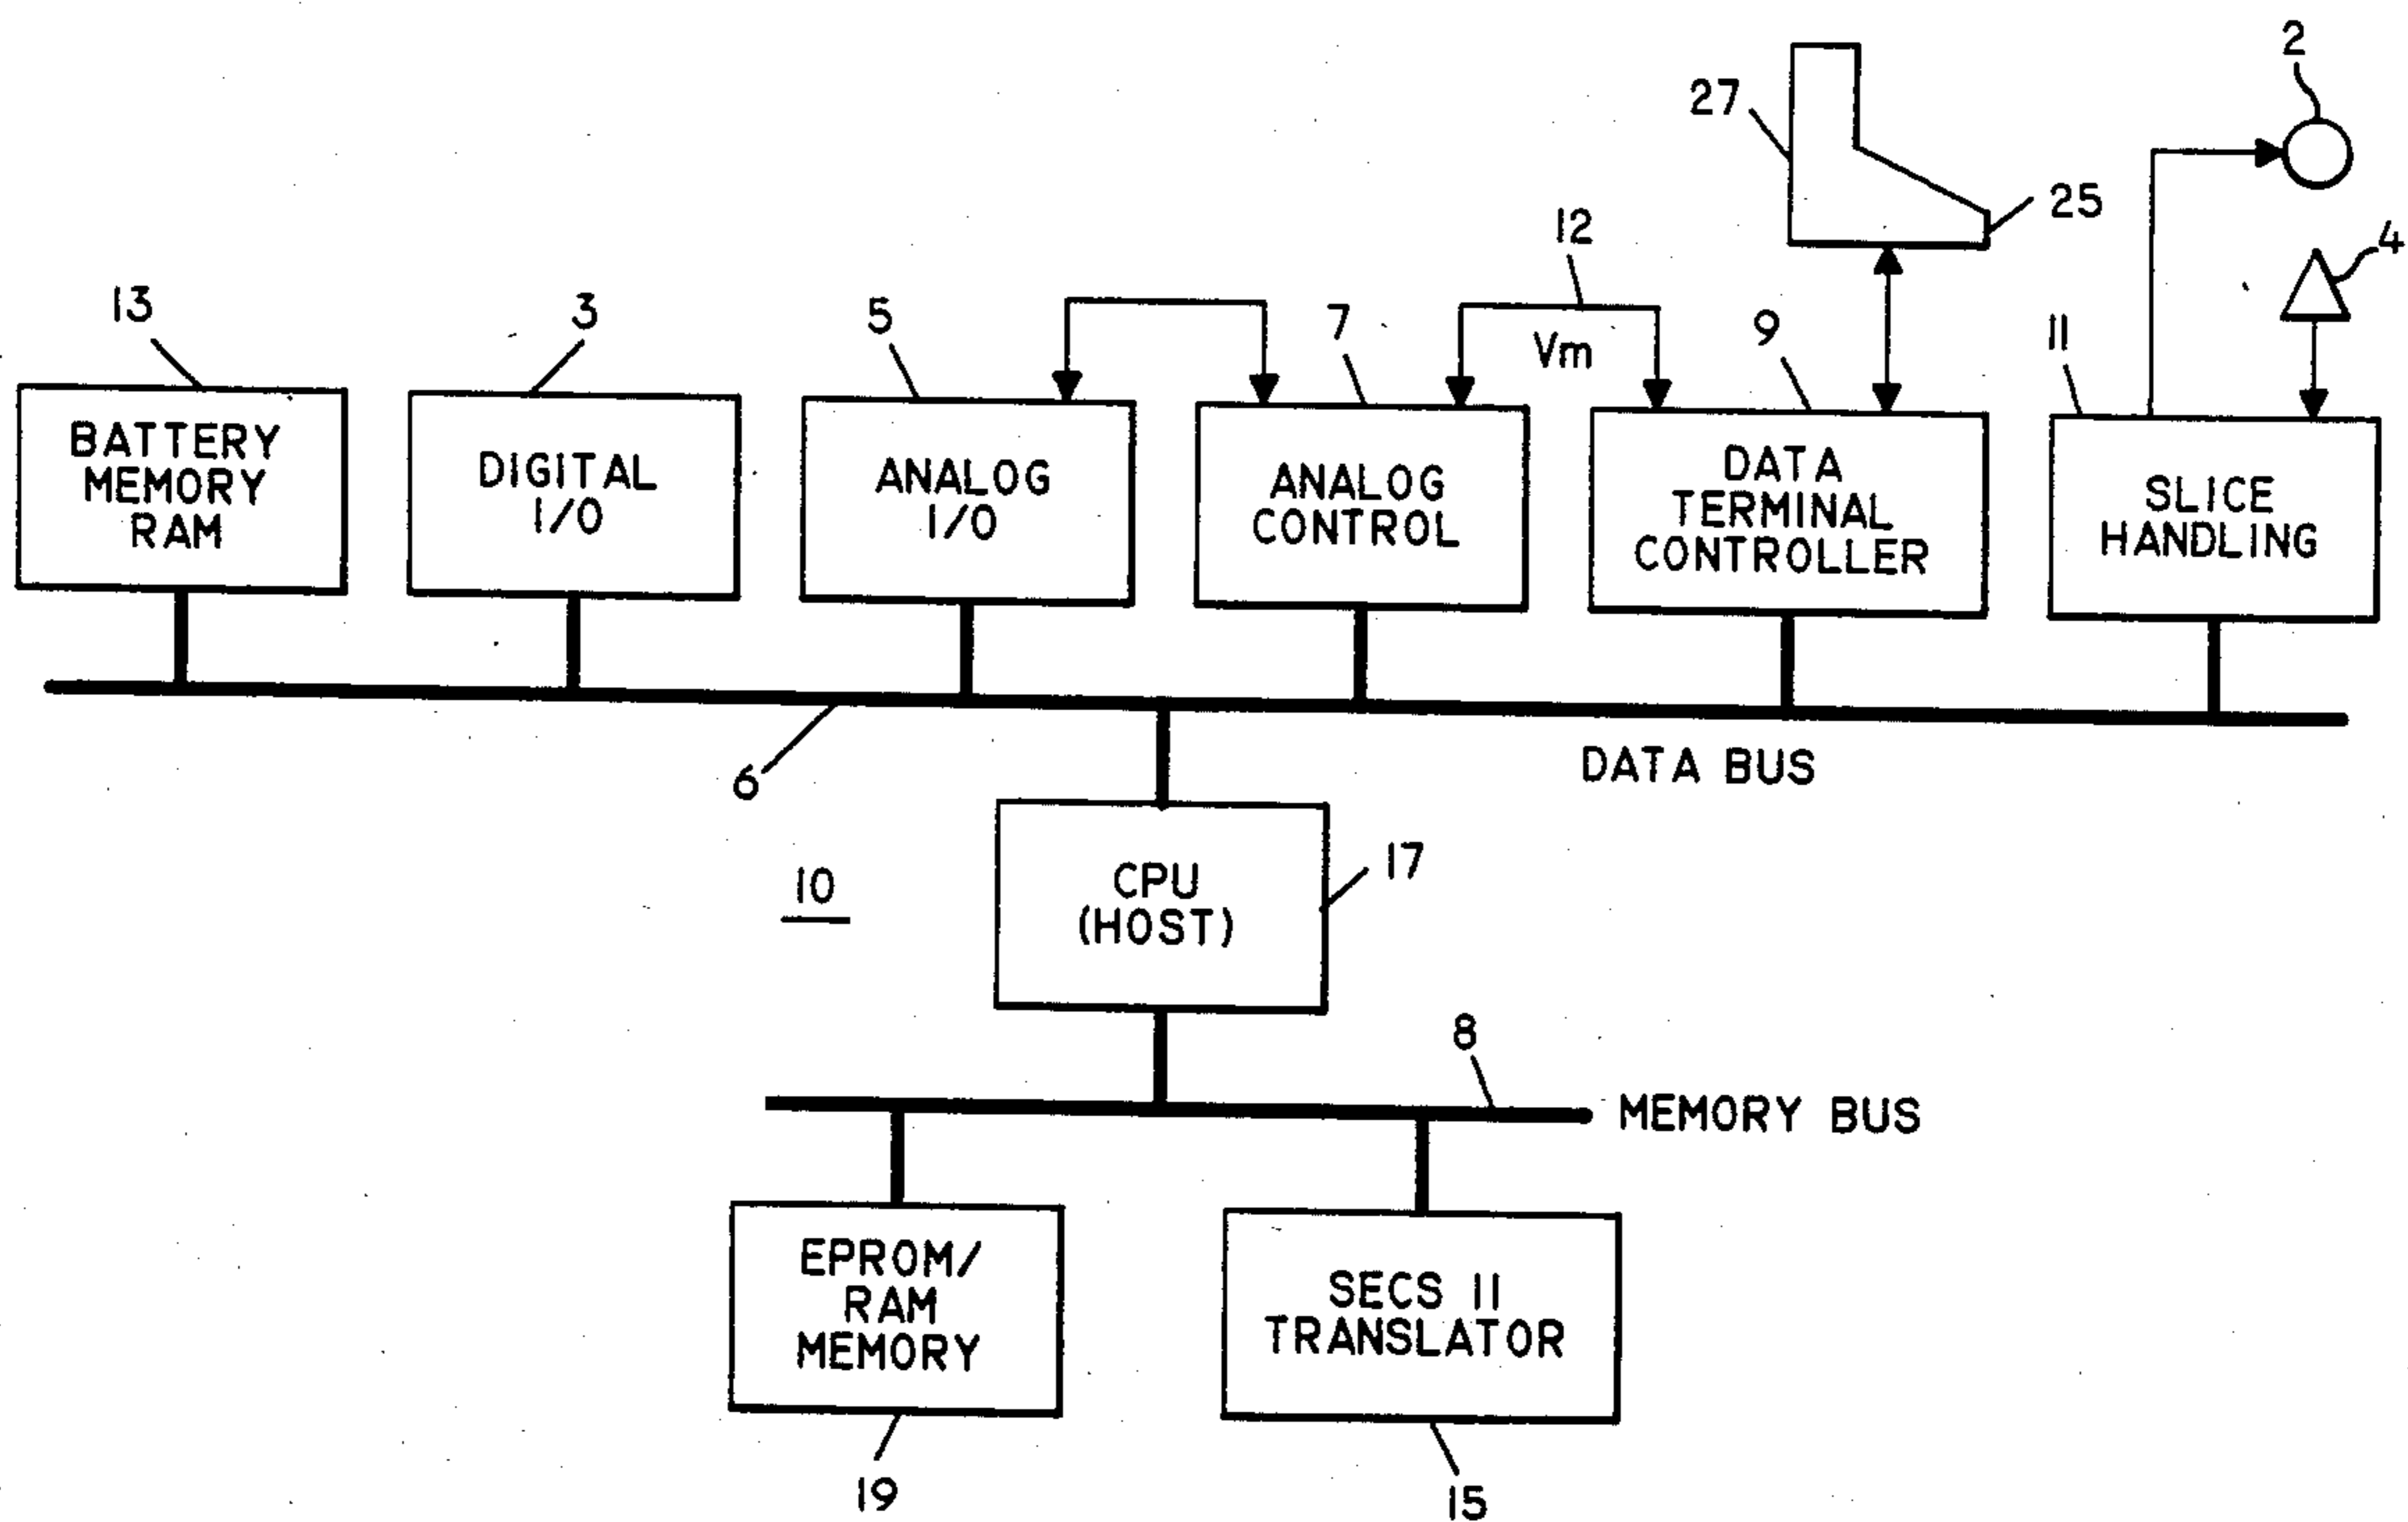 2
27
25
4
12
13
3
5
7
Vm
9
11
BATTERY
MEMORY
RAM
DIGITAL
I/O
ANALOG
I/O
ANALOG
CONTROL
DATA
TERMINAL
CONTROLLER
SLICE
HANDLING
6
DATA BUS
10
CPU
(HOST)
17
8
MEMORY BUS
EPROM/
RAM
MEMORY
SECS II
TRANSLATOR
19
15